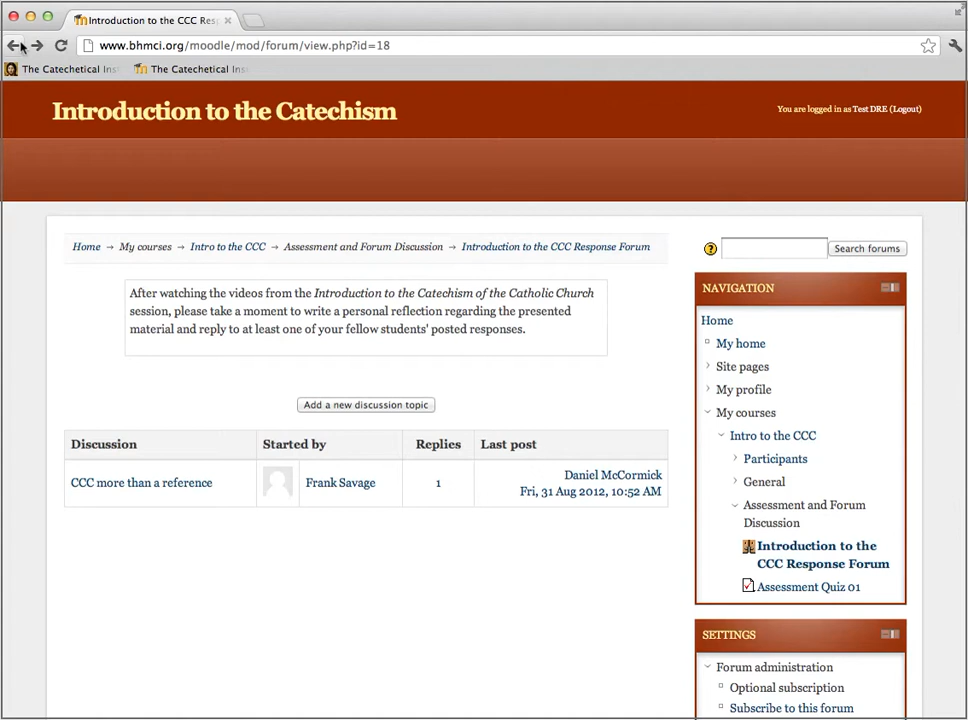 Introduction to the CCC Res
www.bhmci.org/moodle/mod/forum/view.php?id=18
The Catechetical Ins
The Catechetical Ins
Introduction to the Catechism
You are logged in as Test DRE (Logout)
Home → My courses → Intro to the CCC → Assessment and Forum Discussion → Introduction to the CCC Response Forum
? Search forums
After watching the videos from the Introduction to the Catechism of the Catholic Church
session, please take a moment to write a personal reflection regarding the presented
material and reply to at least one of your fellow students' posted responses.
Add a new discussion topic
Discussion Started by Replies Last post
CCC more than a reference Frank Savage 1 Daniel McCormick
Fri, 31 Aug 2012, 10:52 AM
NAVIGATION
Home
My home
Site pages
My profile
My courses
Intro to the CCC
Participants
General
Assessment and Forum
Discussion
Introduction to the
CCC Response Forum
Assessment Quiz 01
SETTINGS
Forum administration
Optional subscription
Subscribe to this forum